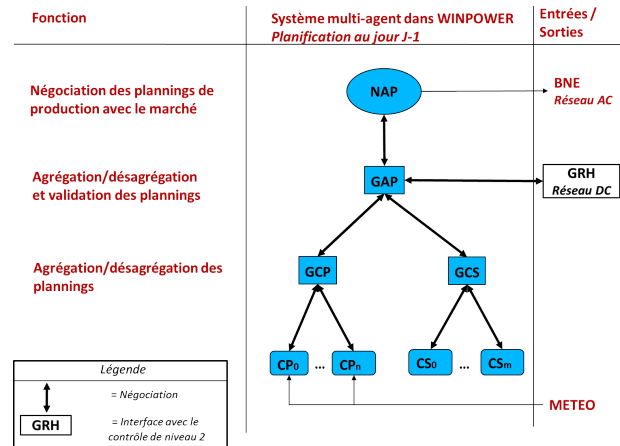 Fonction
Système multi-agent dans WINPOWER
Planification au jour J-1
Entrées /
Sorties
Négociation des plannings de
production avec le marché
NAP
BNE
Réseau AC
Agrégation/désagrégation
et validation des plannings
GAP
GRH
Réseau DC
Agrégation/désagrégation des
plannings
GCP
GCS
CP0 ... CPn
CS0 ... CSm
METEO
Légende
= Négociation
GRH
= Interface avec le
contrôle de niveau 2